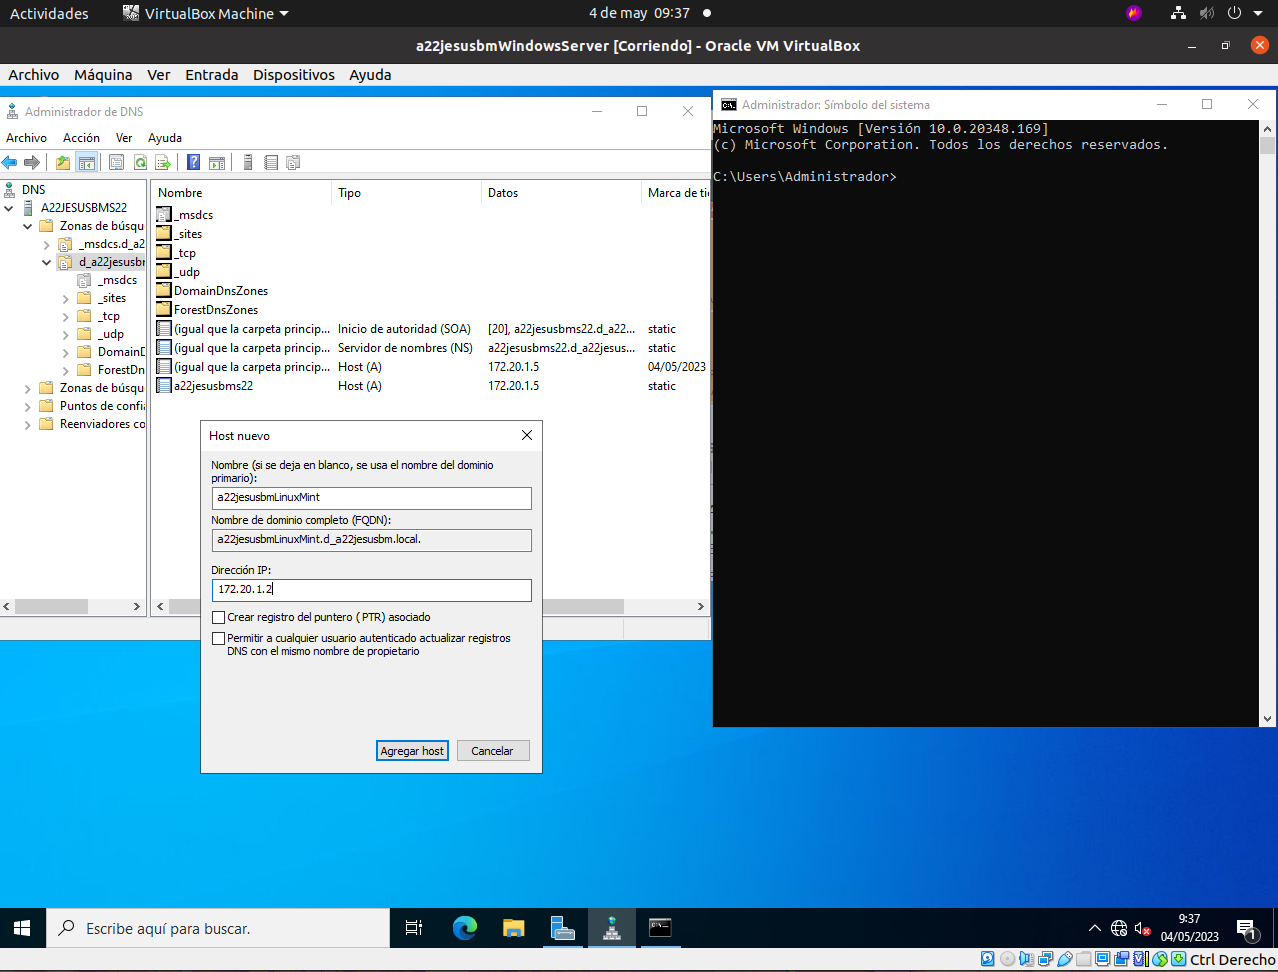 Actividades
VirtualBox Machine
4 de may 09:37
a22jesusbmWindowsServer [Corriendo] - Oracle VM VirtualBox
Archivo Máquina Ver Entrada Dispositivos Ayuda
Administrador de DNS
Archivo Acción Ver Ayuda
DNS
A22JESUSBMS22
Zonas de búsqu
_msdcs.d_a2
d_a22jesusbr
_msdcs
_sites
_tcp
_udp
DomainD
ForestDn
Zonas de búsqu
Puntos de confi
Reenviadores co
Nombre Tipo Datos Marca de ti
_msdcs
_sites
_tcp
_udp
DomainDnsZones
ForestDnsZones
(igual que la carpeta princip... Inicio de autoridad (SOA) [20], a22jesusbms22.d_a22... static
(igual que la carpeta princip... Servidor de nombres (NS) a22jesusbms22.d_a22jesus... static
(igual que la carpeta princip... Host (A) 172.20.1.5 04/05/2023
a22jesusbms22 Host (A) 172.20.1.5 static
Host nuevo
Nombre (si se deja en blanco, se usa el nombre del dominio
primario):
a22jesusbmLinuxMint
Nombre de dominio completo (FQDN):
a22jesusbmLinuxMint.d_a22jesusbm.local.
Dirección IP:
172.20.1.2
Crear registro del puntero (PTR) asociado
Permitir a cualquier usuario autenticado actualizar registros
DNS con el mismo nombre de propietario
Agregar host
Cancelar
Administrador: Símbolo del sistema
Microsoft Windows [Versión 10.0.20348.169]
(c) Microsoft Corporation. Todos los derechos reservados.
C:\Users\Administrador>
Escribe aquí para buscar.
9:37
04/05/2023
1
Ctrl Derecho